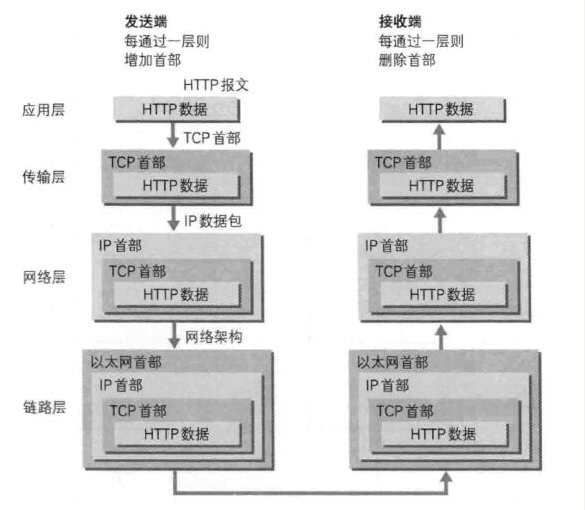 发送端
每通过一层则
增加首部
接收端
每通过一层则
删除首部
HTTP 报文
应用层
HTTP 数据
HTTP 数据
TCP 首部
传输层
TCP 首部
HTTP 数据
TCP 首部
HTTP 数据
IP 数据包
网络层
IP 首部
TCP 首部
HTTP 数据
IP 首部
TCP 首部
HTTP 数据
网络架构
链路层
以太网首部
IP 首部
TCP 首部
HTTP 数据
以太网首部
IP 首部
TCP 首部
HTTP 数据